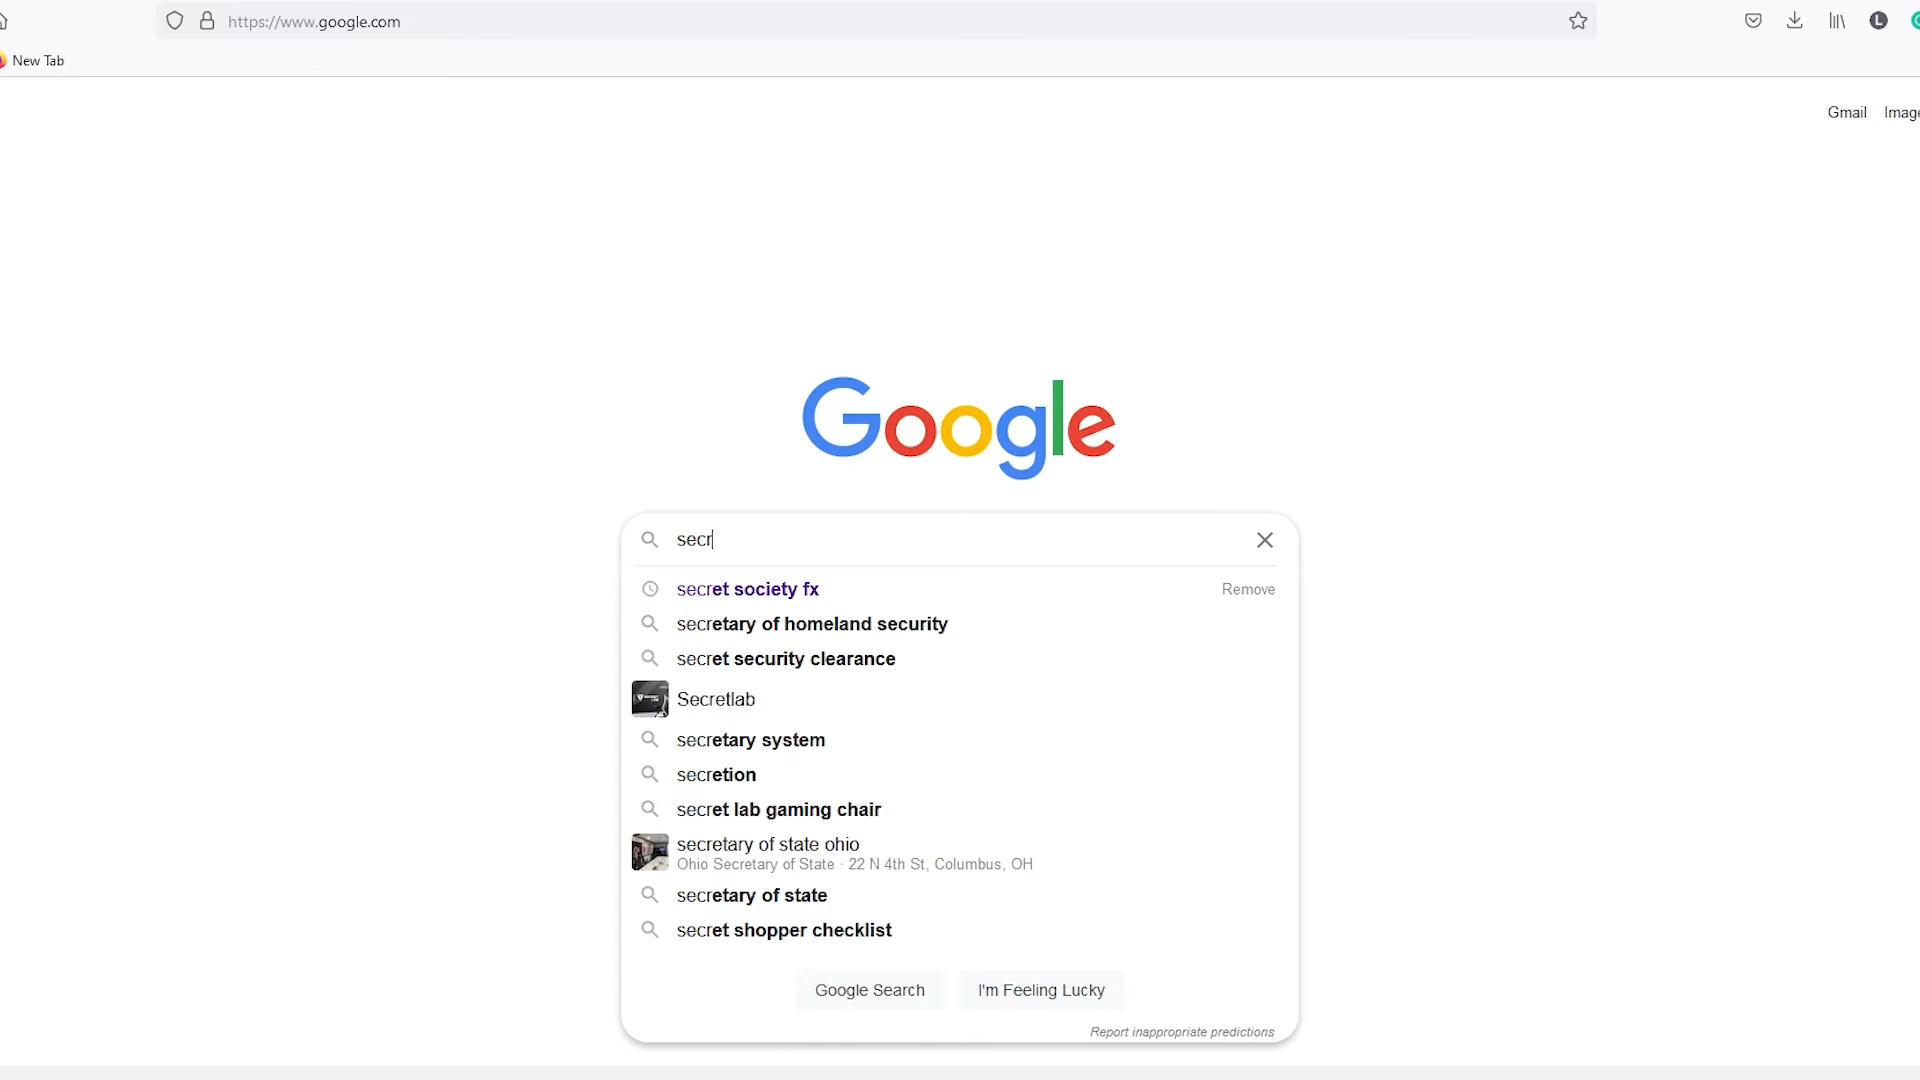 https://www.google.com
New Tab
Gmail Image
Google
secr
secret society fx Remove
secretary of homeland security
secret security clearance
Secretlab
secretary system
secretion
secret lab gaming chair
secretary of state ohio
Ohio Secretary of State · 22 N 4th St, Columbus, OH
secretary of state
secret shopper checklist
Google Search I'm Feeling Lucky
Report inappropriate predictions